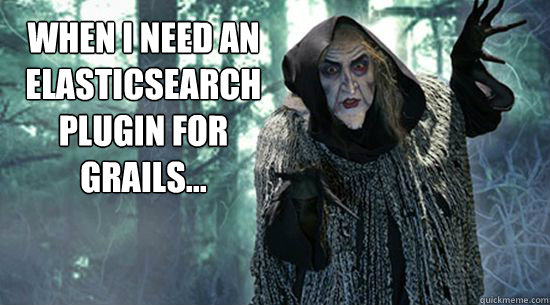 WHEN I NEED AN
ELASTICSEARCH
PLUGIN FOR
GRAILS...
quickmeme.com